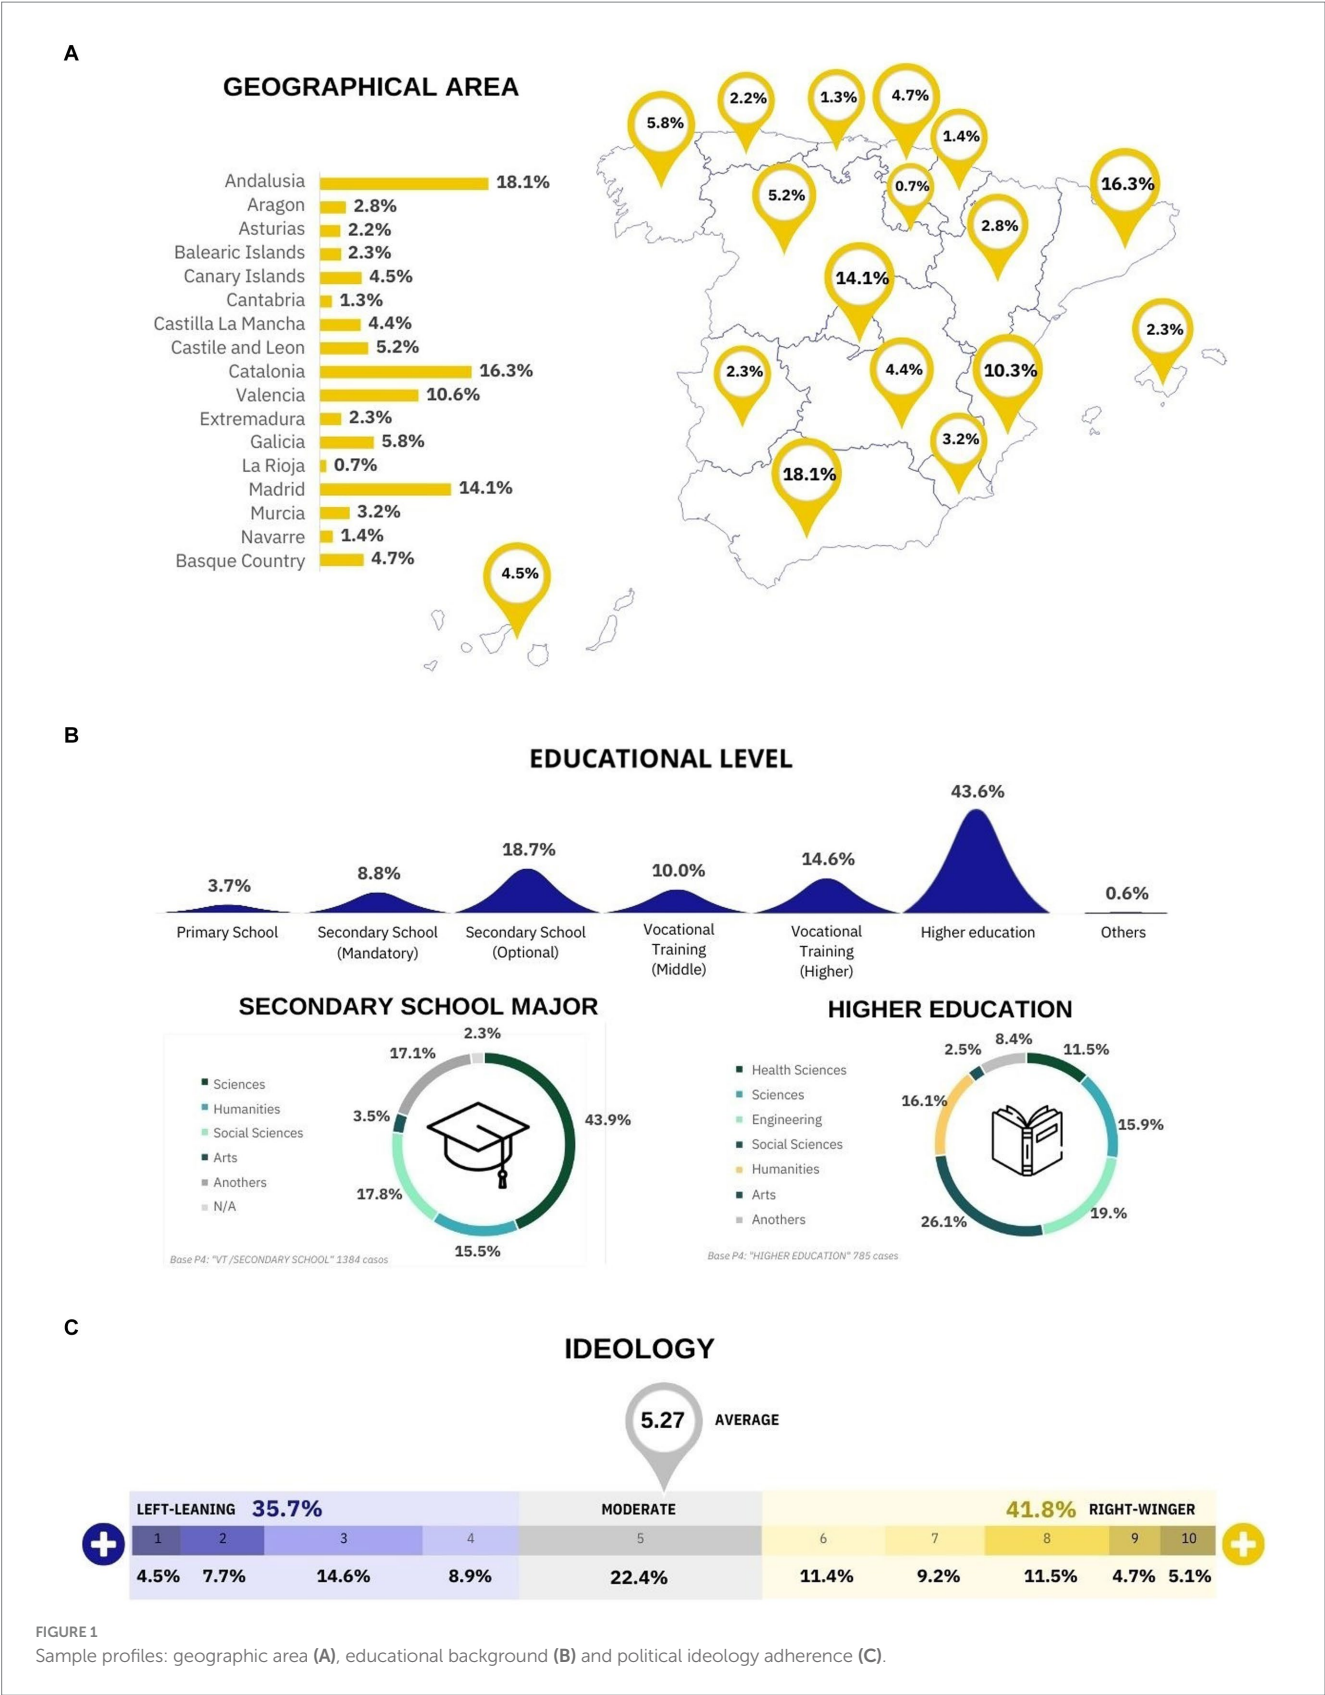 A
GEOGRAPHICAL AREA
Andalusia 18.1%
Aragon 2.8%
Asturias 2.2%
Balearic Islands 2.3%
Canary Islands 4.5%
Cantabria 1.3%
Castilla La Mancha 4.4%
Castile and Leon 5.2%
Catalonia 16.3%
Valencia 10.6%
Extremadura 2.3%
Galicia 5.8%
La Rioja 0.7%
Madrid 14.1%
Murcia 3.2%
Navarre 1.4%
Basque Country 4.7%
5.8%
2.2%
1.3%
4.7%
1.4%
5.2%
0.7%
16.3%
2.8%
14.1%
2.3%
2.3%
4.4%
10.3%
3.2%
18.1%
4.5%
B
EDUCATIONAL LEVEL
3.7%
8.8%
18.7%
10.0%
14.6%
43.6%
0.6%
Primary School
Secondary School
(Mandatory)
Secondary School
(Optional)
Vocational
Training
(Middle)
Vocational
Training
(Higher)
Higher education
Others
SECONDARY SCHOOL MAJOR
Sciences
Humanities
Social Sciences
Arts
Anothers
N/A
2.3%
17.1%
3.5%
43.9%
17.8%
15.5%
Base P4: "VT /SECONDARY SCHOOL" 1384 casos
HIGHER EDUCATION
Health Sciences
Sciences
Engineering
Social Sciences
Humanities
Arts
Anothers
8.4%
2.5%
11.5%
16.1%
15.9%
19.%
26.1%
Base P4: "HIGHER EDUCATION" 785 cases
C
IDEOLOGY
5.27 AVERAGE
LEFT-LEANING 35.7% MODERATE 41.8% RIGHT-WINGER
1 2 3 4 5 6 7 8 9 10
4.5% 7.7% 14.6% 8.9% 22.4% 11.4% 9.2% 11.5% 4.7% 5.1%
FIGURE 1
Sample profiles: geographic area (A), educational background (B) and political ideology adherence (C).